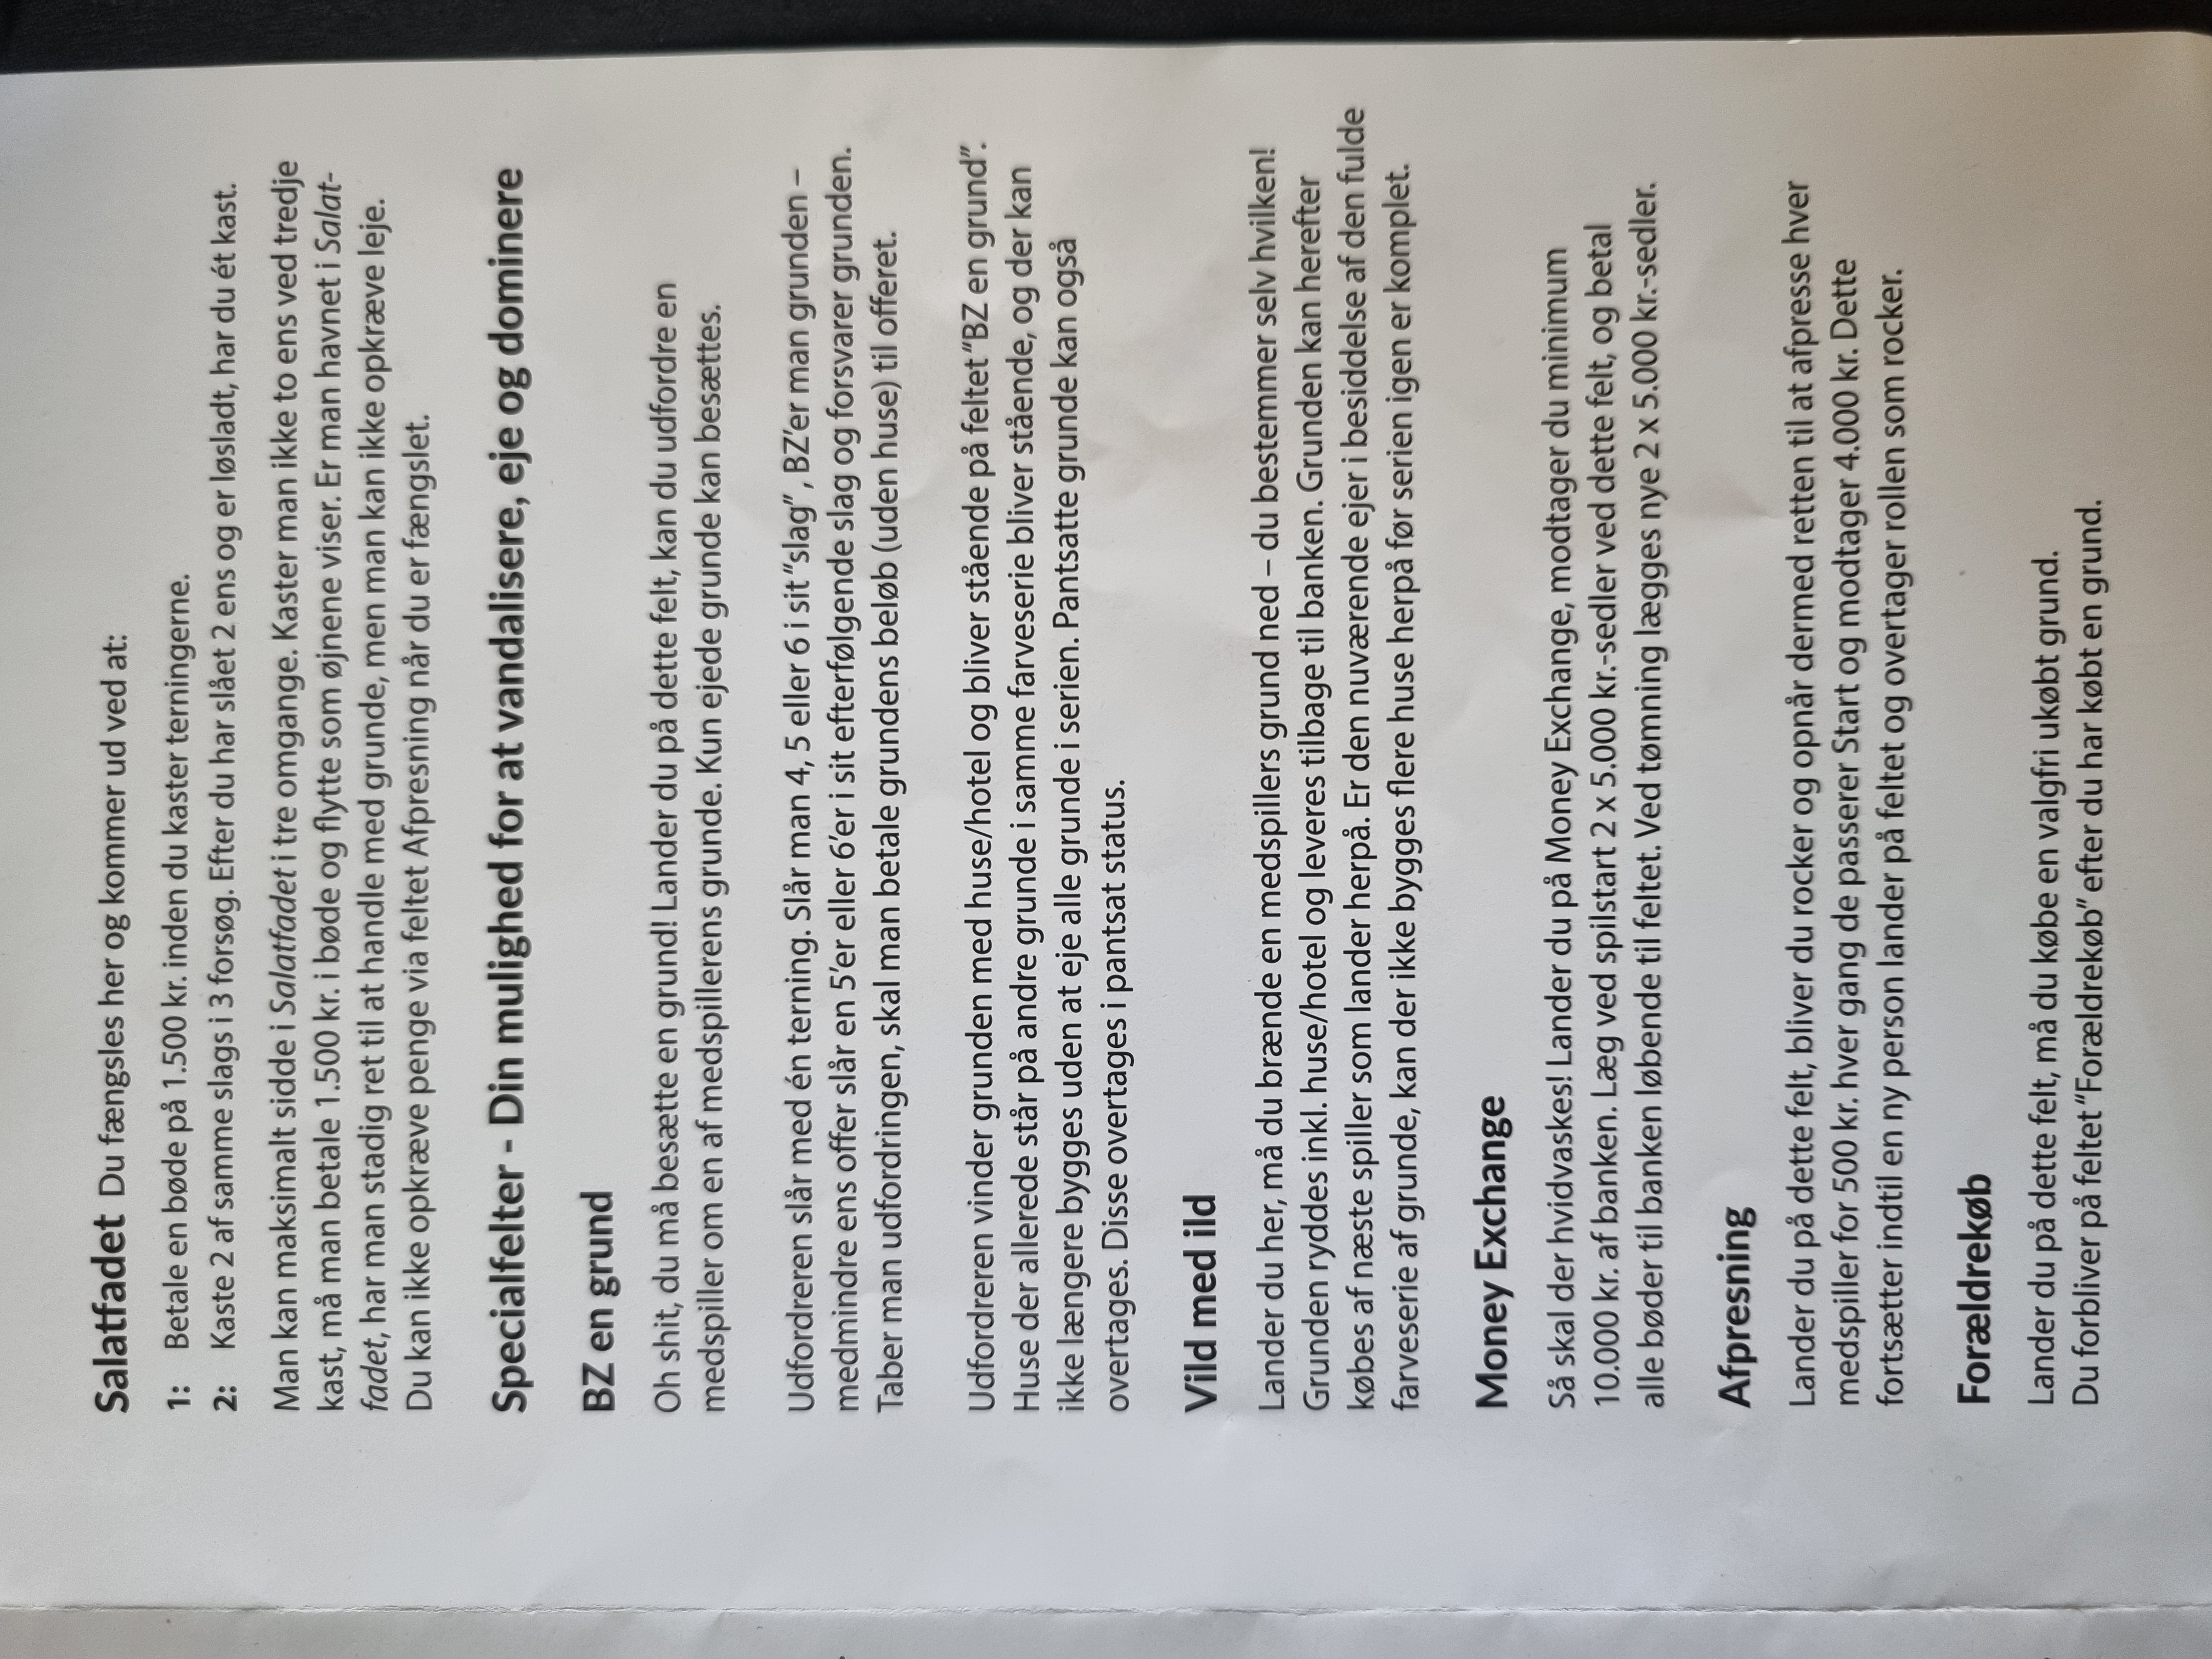 Salatfadet Du fængsles her og kommer ud ved at:
1: Betale en bøde på 1.500 kr. inden du kaster terningerne.
2: Kaste 2 af samme slags i 3 forsøg. Efter du har slået 2 ens og er løsladt, har du ét kast.
Man kan maksimalt sidde i Salatfadet i tre omgange. Kaster man ikke to ens ved tredje
kast, må man betale 1.500 kr. i bøde og flytte som øjnene viser. Er man havnet i Salat-
fadet, har man stadig ret til at handle med grunde, men man kan ikke opkræve leje.
Du kan ikke opkræve penge via feltet Afpresning når du er fængslet.
Specialfelter - Din mulighed for at vandalisere, eje og dominere
BZ en grund
Oh shit, du må besætte en grund! Lander du på dette felt, kan du udfordre en
medspiller om en af medspillerens grunde. Kun ejede grunde kan besættes.
Udfordreren slår med én terning. Slår man 4, 5 eller 6 i sit "slag", BZ'er man grunden –
medmindre ens offer slår en 5'er eller 6'er i sit efterfølgende slag og forsvarer grunden.
Taber man udfordringen, skal man betale grundens beløb (uden huse) til offeret.
Udfordreren vinder grunden med huse/hotel og bliver stående på feltet "BZ en grund".
Huse der allerede står på andre grunde i samme farveserie bliver stående, og der kan
ikke længere bygges uden at eje alle grunde i serien. Pantsatte grunde kan også
overtages. Disse overtages i pantsat status.
Vild med ild
Lander du her, må du brænde en medspillers grund ned – du bestemmer selv hvilken!
Grunden ryddes inkl. huse/hotel og leveres tilbage til banken. Grunden kan herefter
købes af næste spiller som lander herpå. Er den nuværende ejer i besiddelse af den fulde
farveserie af grunde, kan der ikke bygges flere huse herpå før serien igen er komplet.
Money Exchange
Så skal der hvidvaskes! Lander du på Money Exchange, modtager du minimum
10.000 kr. af banken. Læg ved spilstart 2 x 5.000 kr.-sedler ved dette felt, og betal
alle bøder til banken løbende til feltet. Ved tømning lægges nye 2 x 5.000 kr.-sedler.
Afpresning
Lander du på dette felt, bliver du rocker og opnår dermed retten til at afpresse hver
medspiller for 500 kr. hver gang de passerer Start og modtager 4.000 kr. Dette
fortsætter indtil en ny person lander på feltet og overtager rollen som rocker.
Forældrekøb
Lander du på dette felt, må du købe en valgfri ukøbt grund.
Du forbliver på feltet "Forældrekøb" efter du har købt en grund.